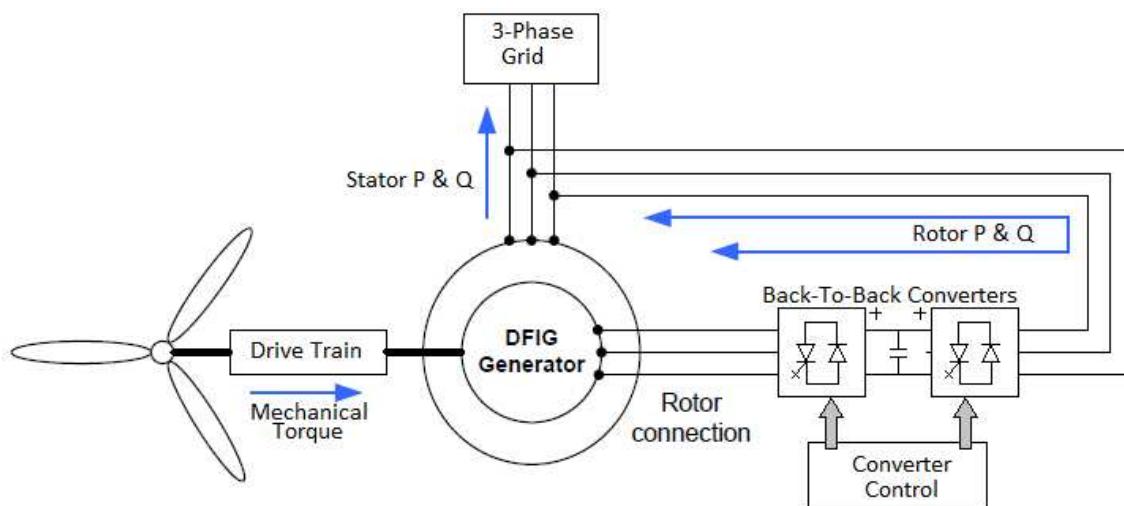 3-Phase
Grid
Stator P & Q
Rotor P & Q
Back-To-Back Converters
+ +
DFIG
Generator
Drive Train
Mechanical
Torque
Rotor
connection
-
Converter
Control